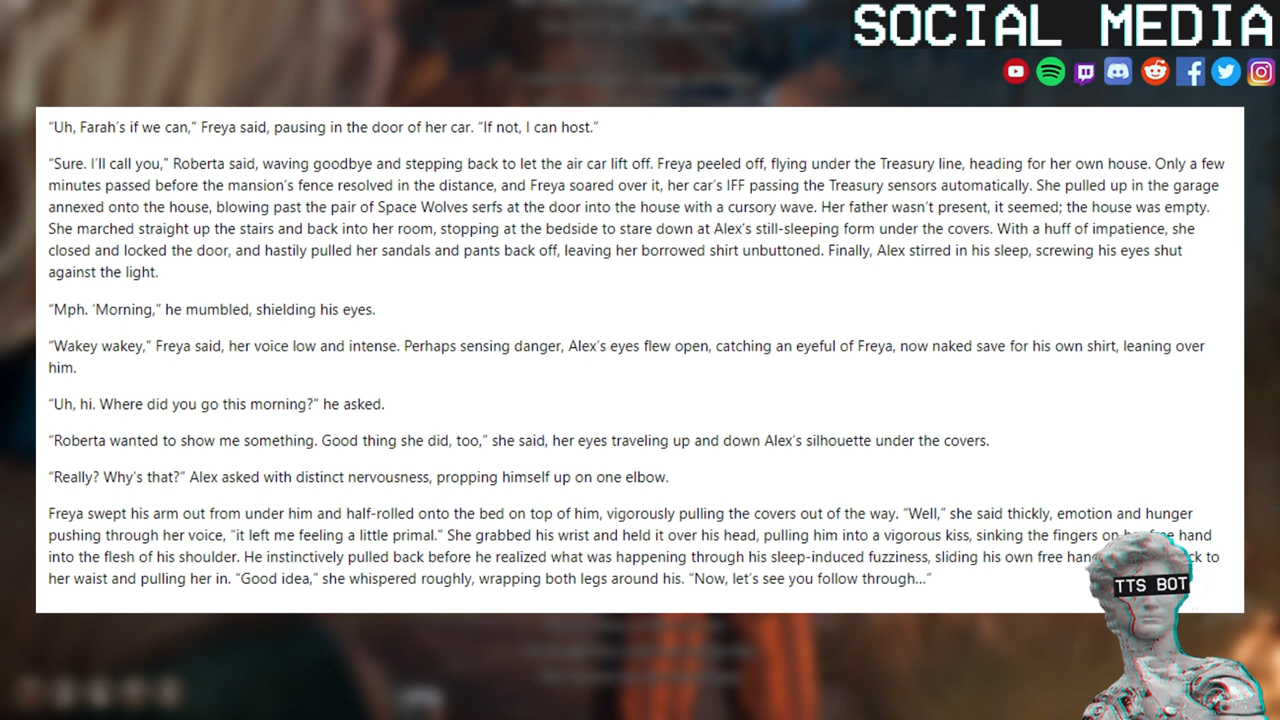 SOCIAL MEDIA
“Uh, Farah’s if we can,” Freya said, pausing in the door of her car. “If not, I can host.”
“Sure. I’ll call you,” Roberta said, waving goodbye and stepping back to let the air car lift off. Freya peeled off, flying under the Treasury line, heading for her own house. Only a few
minutes passed before the mansion’s fence resolved in the distance, and Freya soared over it, her car’s IFF passing the Treasury sensors automatically. She pulled up in the garage
annexed onto the house, blowing past the pair of Space Wolves serfs at the door into the house with a cursory wave. Her father wasn’t present, it seemed; the house was empty.
She marched straight up the stairs and back into her room, stopping at the bedside to stare down at Alex’s still-sleeping form under the covers. With a huff of impatience, she
closed and locked the door, and hastily pulled her sandals and pants back off, leaving her borrowed shirt unbuttoned. Finally, Alex stirred in his sleep, screwing his eyes shut
against the light.
“Mph. ‘Morning,” he mumbled, shielding his eyes.
“Wakey wakey,” Freya said, her voice low and intense. Perhaps sensing danger, Alex’s eyes flew open, catching an eyeful of Freya, now naked save for his own shirt, leaning over
him.
“Uh, hi. Where did you go this morning?” he asked.
“Roberta wanted to show me something. Good thing she did, too,” she said, her eyes traveling up and down Alex’s silhouette under the covers.
“Really? Why’s that?” Alex asked with distinct nervousness, propping himself up on one elbow.
Freya swept his arm out from under him and half-rolled onto the bed on top of him, vigorously pulling the covers out of the way. “Well,” she said thickly, emotion and hunger
pushing through her voice, “it left me feeling a little primal.” She grabbed his wrist and held it over his head, pulling him into a vigorous kiss, sinking the fingers on hand
into the flesh of his shoulder. He instinctively pulled back before he realized what was happening through his sleep-induced fuzziness, sliding his own free to
her waist and pulling her in. “Good idea,” she whispered roughly, wrapping both legs around his. “Now, let’s see you follow through…”
TTS BOT